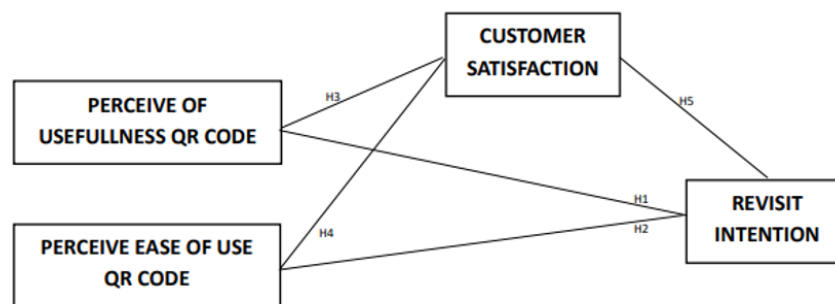 CUSTOMER
SATISFACTION
H3
H5
PERCEIVE OF
USEFULLNESS QR CODE
H1
REVISIT
INTENTION
H2
H4
PERCEIVE EASE OF USE
QR CODE